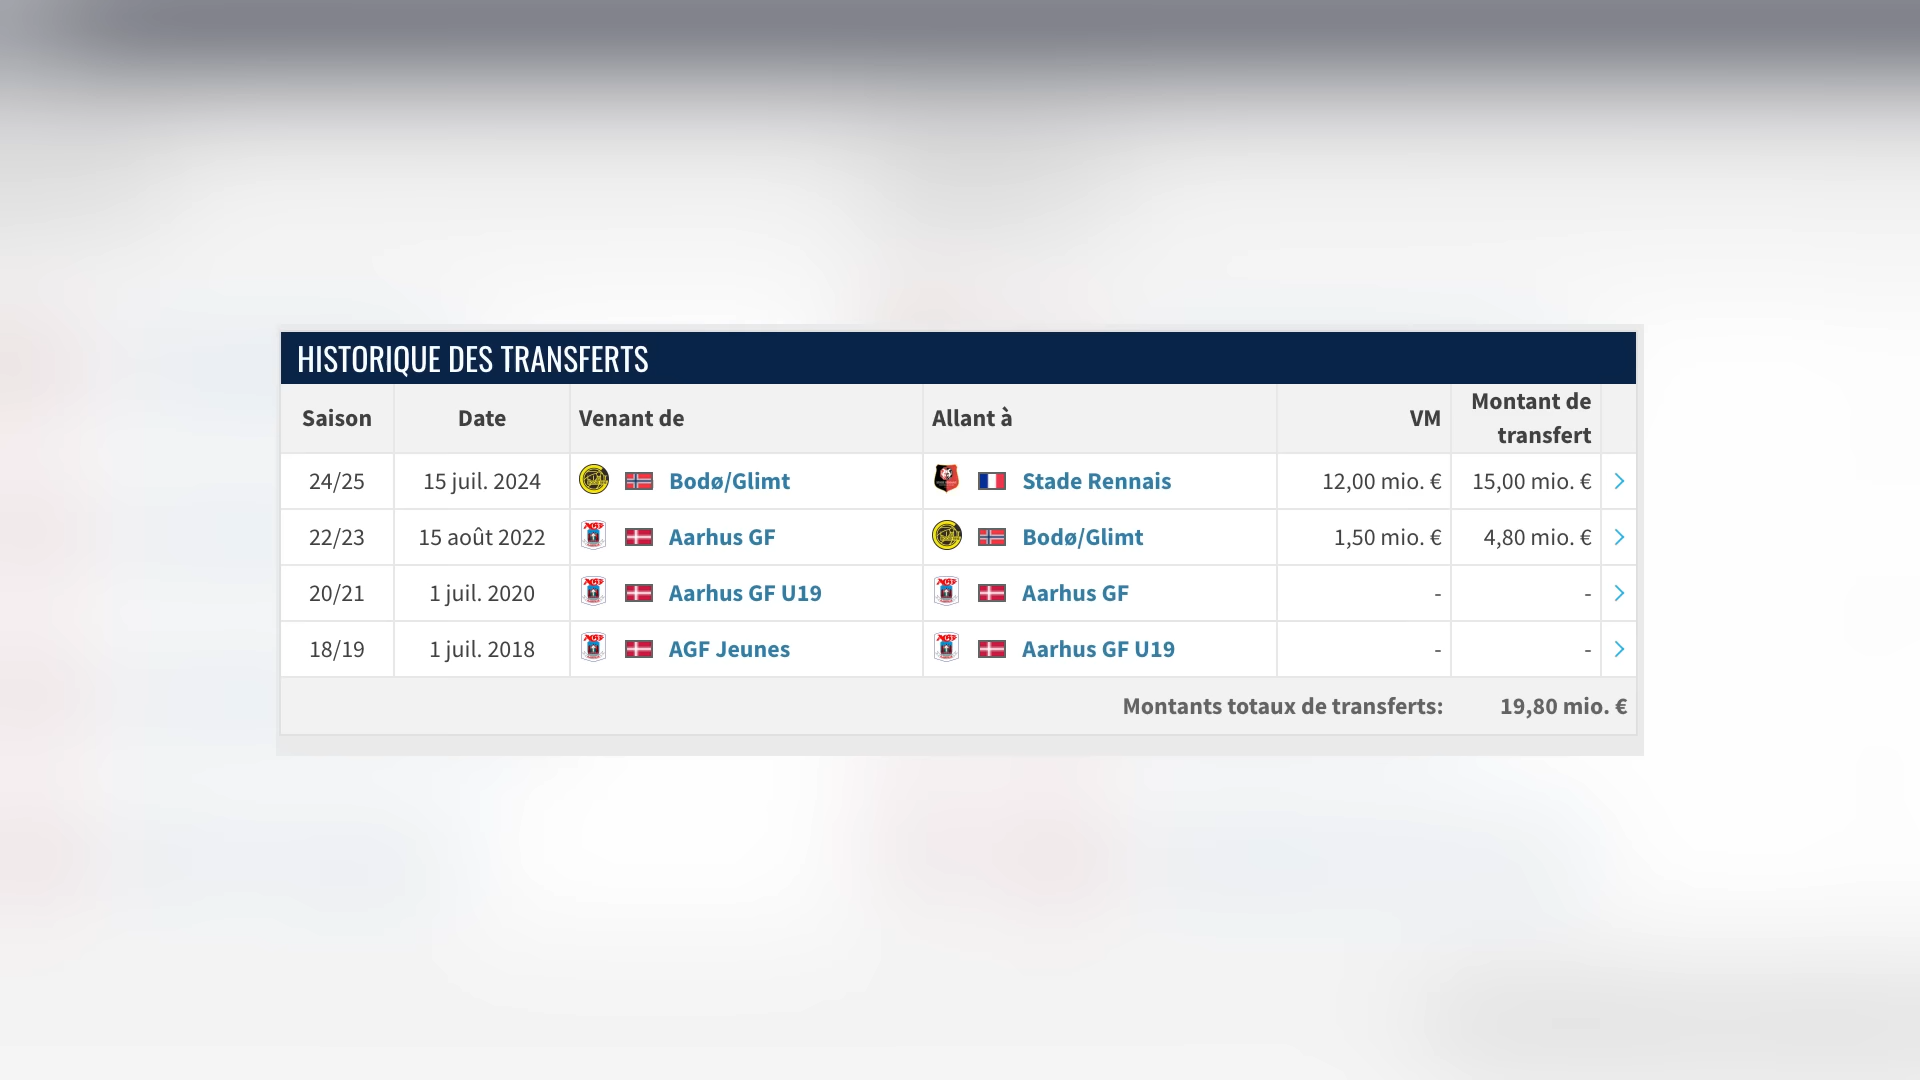 HISTORIQUE DES TRANSFERTS
Saison Date Venant de Allant à VM Montant de transfert
24/25 15 juil. 2024 Bodø/Glimt Stade Rennais 12,00 mio. € 15,00 mio. €
22/23 15 août 2022 Aarhus GF Bodø/Glimt 1,50 mio. € 4,80 mio. €
20/21 1 juil. 2020 Aarhus GF U19 Aarhus GF - -
18/19 1 juil. 2018 AGF Jeunes Aarhus GF U19 - -
Montants totaux de transferts: 19,80 mio. €